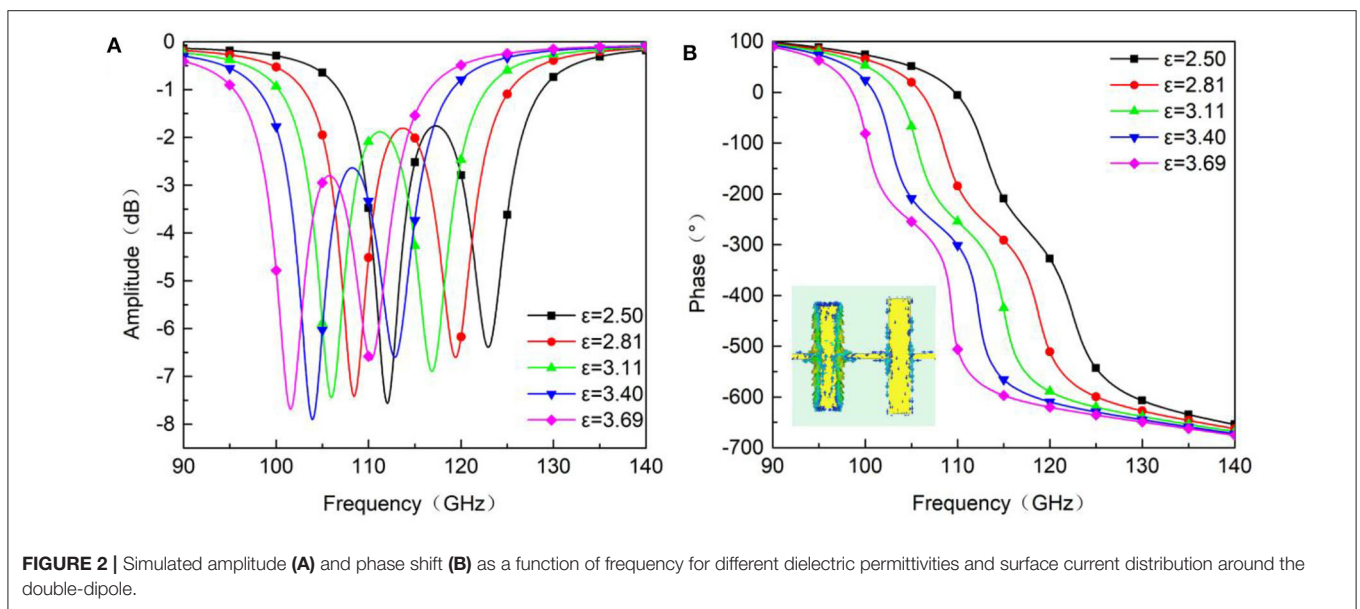 A
0
-1
-2
-3
-4
-5
-6
-7
-8
Amplitude (dB)
90 100 110 120 130 140
Frequency（GHz）
ε=2.50
ε=2.81
ε=3.11
ε=3.40
ε=3.69
B
100
0
-100
-200
-300
-400
-500
-600
-700
Phase（°）
90 100 110 120 130 140
Frequency（GHz）
ε=2.50
ε=2.81
ε=3.11
ε=3.40
ε=3.69
FIGURE 2 | Simulated amplitude (A) and phase shift (B) as a function of frequency for different dielectric permittivities and surface current distribution around the
double-dipole.